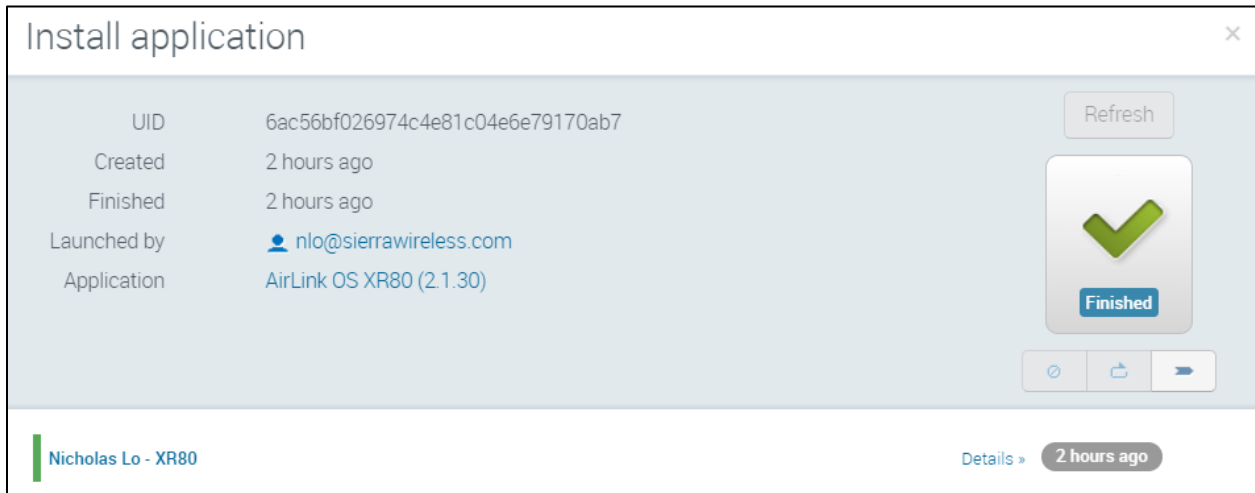 Install application
×
UID 6ac56bf026974c4e81c04e6e79170ab7
Refresh
Created 2 hours ago
Finished 2 hours ago
Launched by nlo@sierrawireless.com
Application AirLink OS XR80 (2.1.30)
Finished
Nicholas Lo - XR80 Details » 2 hours ago